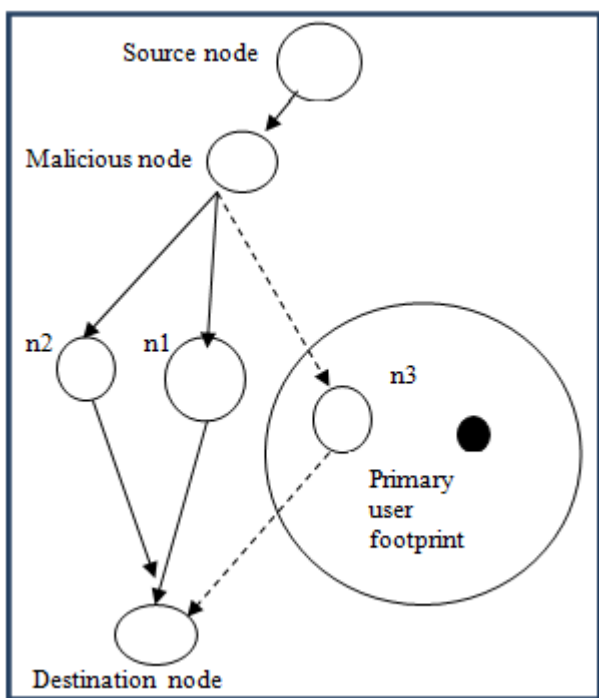 Source node
Malicious node
n2
n1
n3
Primary
user
footprint
Destination node